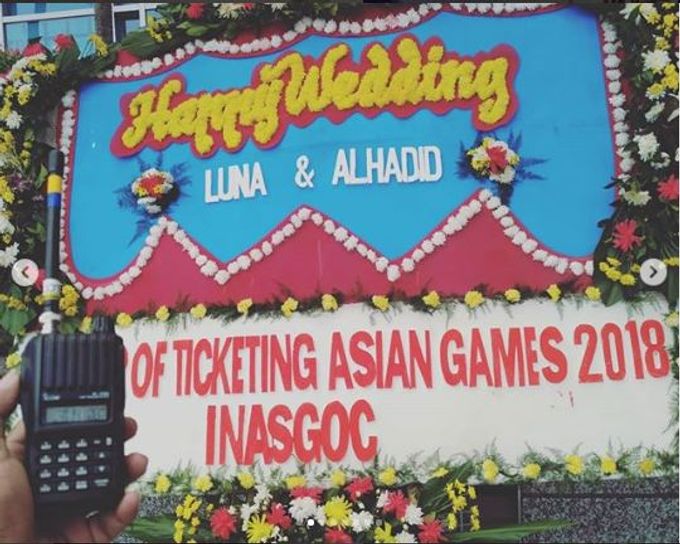 Happy Wedding
LUNA & ALHADID
OF TICKETING ASIAN GAMES 2018
INASGOC